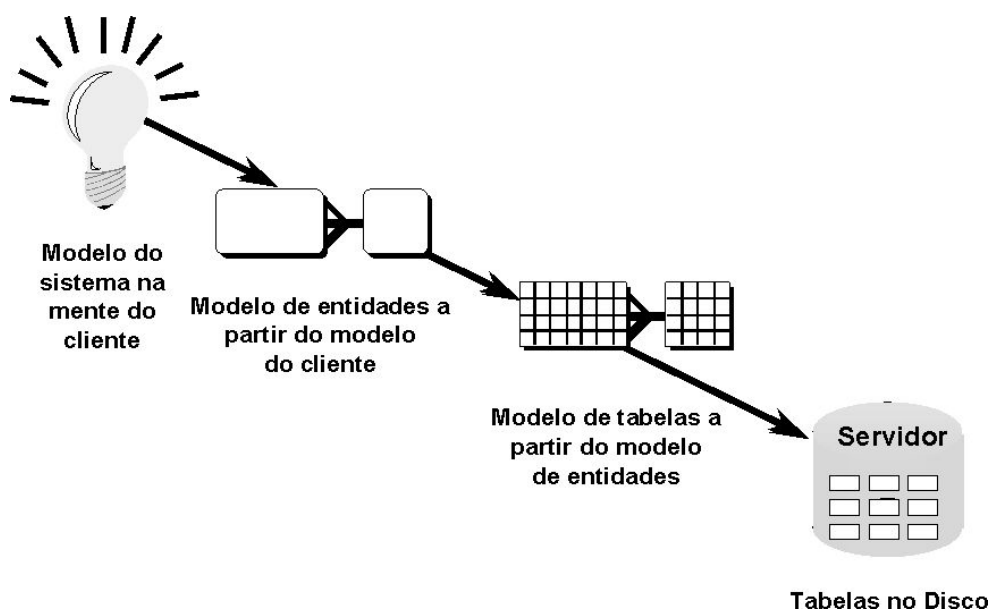 Modelo do
sistema na
mente do
cliente
Modelo de entidades a
partir do modelo
do cliente
Modelo de tabelas a
partir do modelo
de entidades
Servidor
Tabelas no Disco